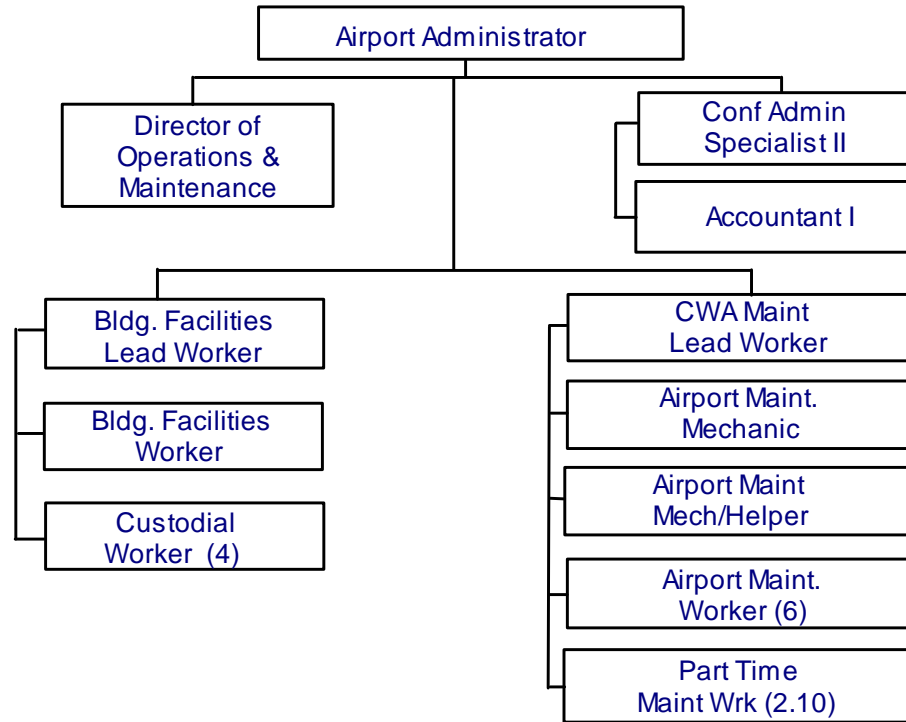 Airport Administrator
Director of
Operations &
Maintenance
Conf Admin
Specialist II
Accountant I
Bldg. Facilities
Lead Worker
Bldg. Facilities
Worker
Custodial
Worker (4)
CWA Maint
Lead Worker
Airport Maint.
Mechanic
Airport Maint
Mech/Helper
Airport Maint.
Worker (6)
Part Time
Maint Wrk (2.10)